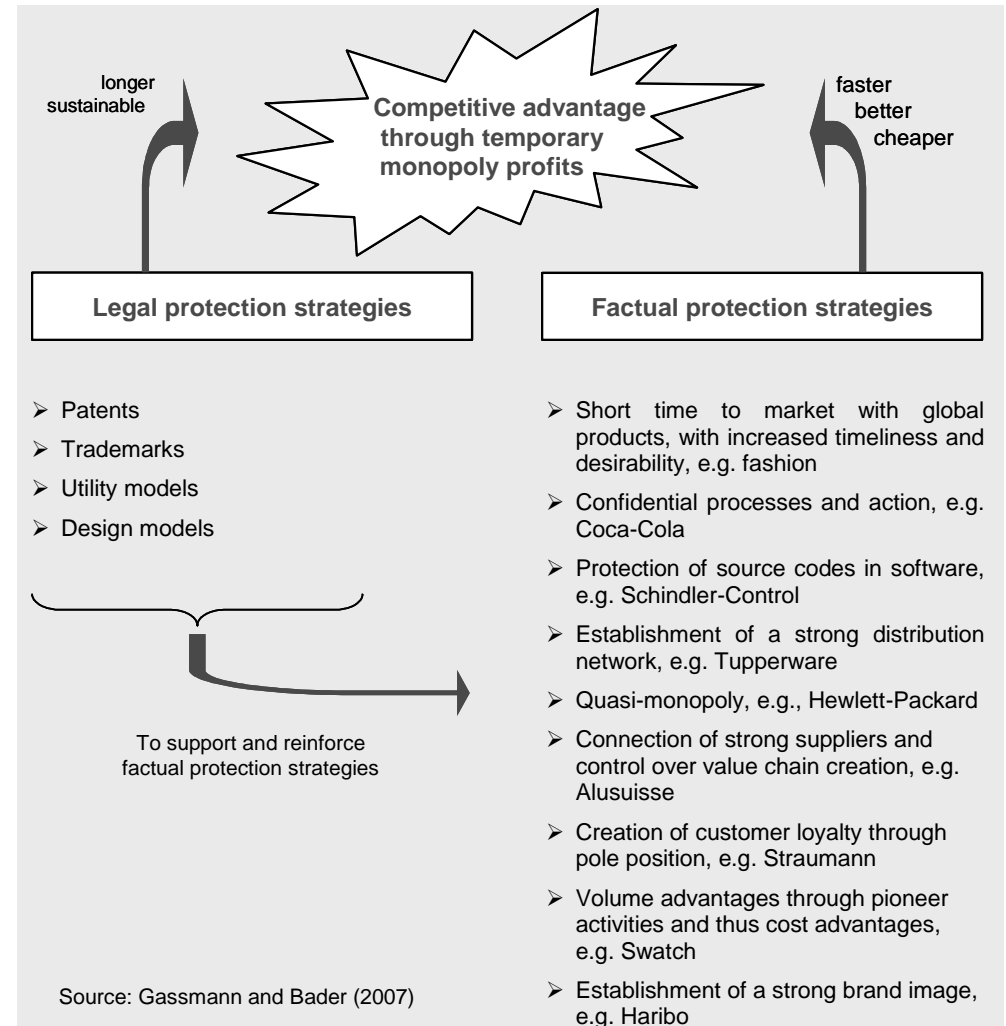 longer
sustainable
Competitive advantage
through temporary
monopoly profits
faster
better
cheaper
Legal protection strategies
➢ Patents
➢ Trademarks
➢ Utility models
➢ Design models
To support and reinforce
factual protection strategies
Factual protection strategies
➢ Short time to market with global
products, with increased timeliness and
desirability, e.g. fashion
➢ Confidential processes and action, e.g.
Coca-Cola
➢ Protection of source codes in software,
e.g. Schindler-Control
➢ Establishment of a strong distribution
network, e.g. Tupperware
➢ Quasi-monopoly, e.g., Hewlett-Packard
➢ Connection of strong suppliers and
control over value chain creation, e.g.
Alusuisse
➢ Creation of customer loyalty through
pole position, e.g. Straumann
➢ Volume advantages through pioneer
activities and thus cost advantages,
e.g. Swatch
➢ Establishment of a strong brand image,
e.g. Haribo
Source: Gassmann and Bader (2007)